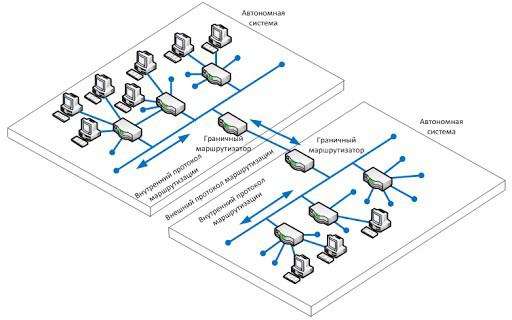 Автономная
система
Граничный
маршрутизатор
Внутренний протокол
маршрутизации
Автономная
система
Граничный
маршрутизатор
Внешний протокол маршрутизации
Внутренний протокол
маршрутизации